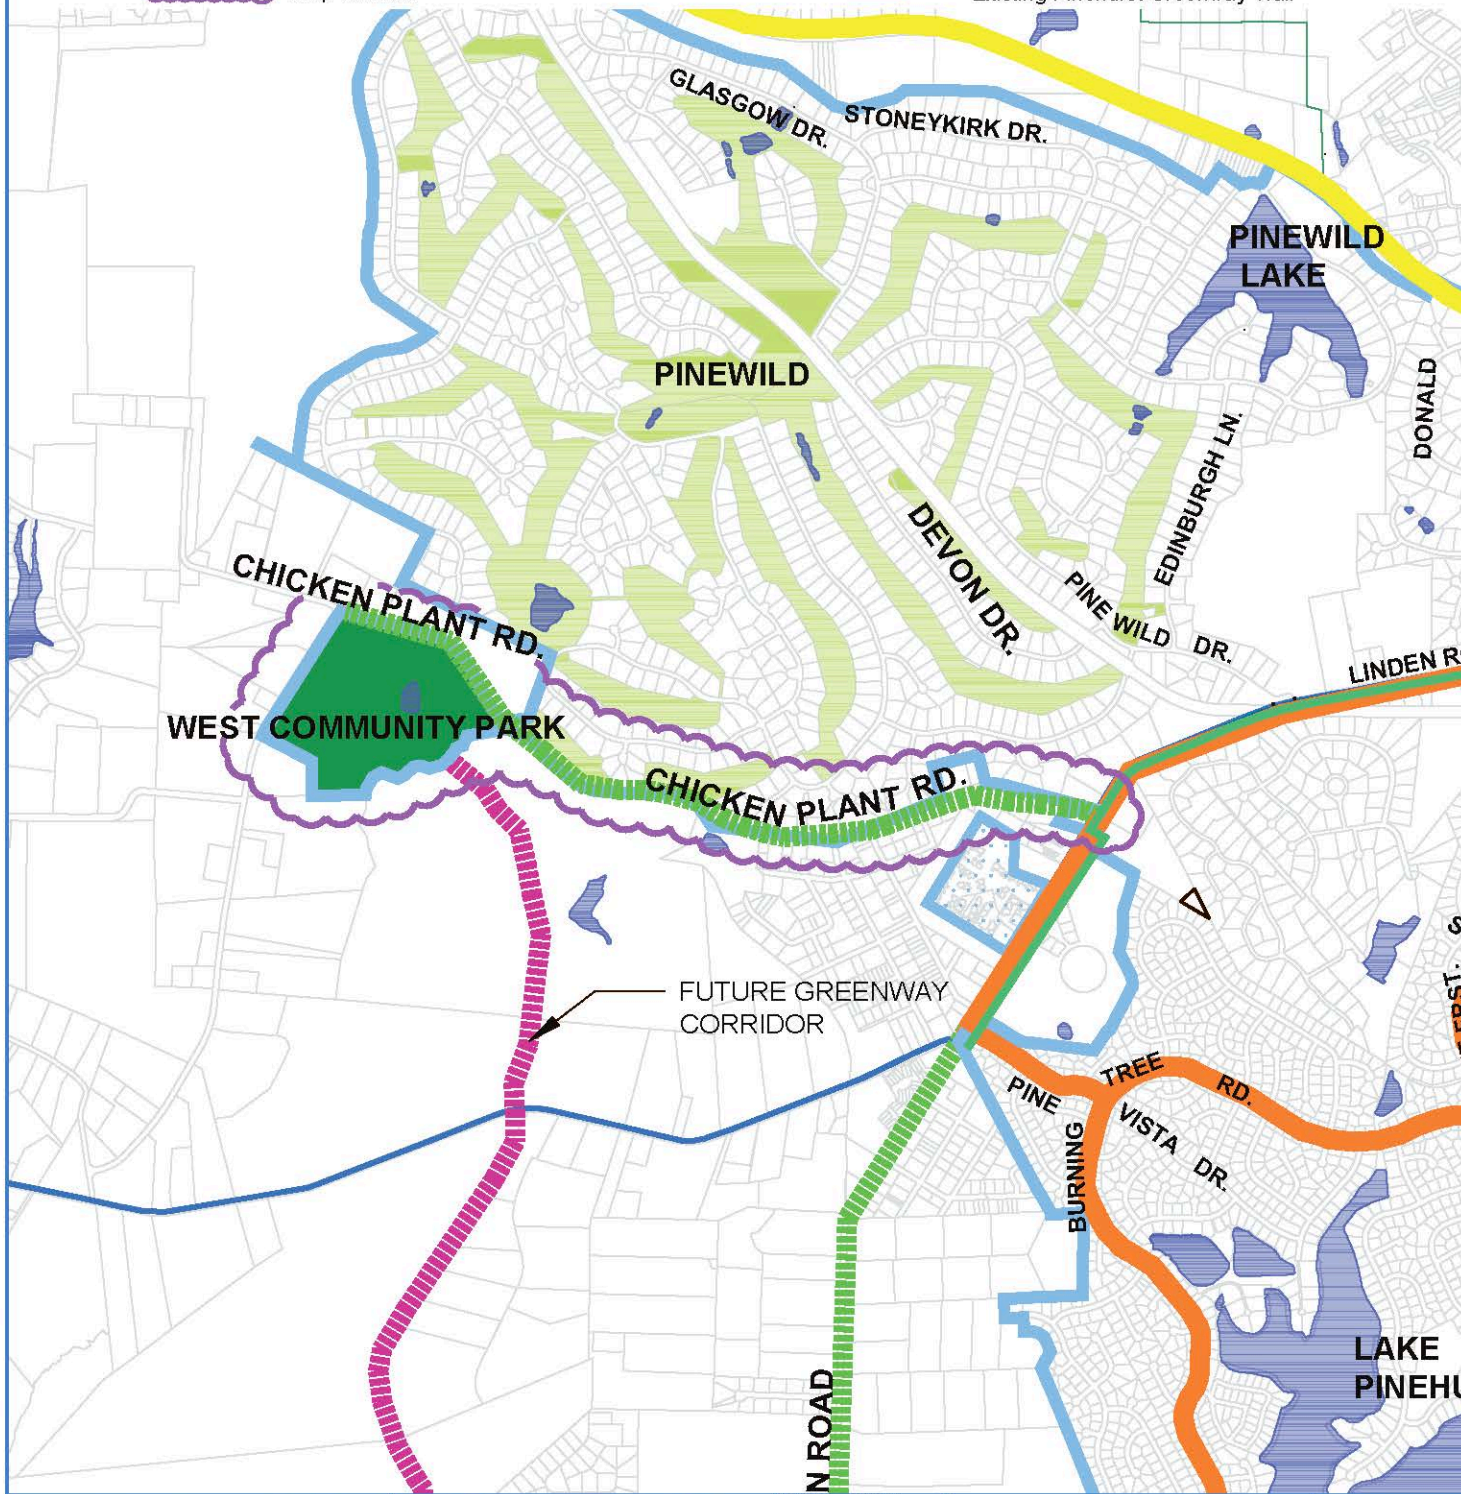 GLASGOW DR.
STONEYKIRK DR.
PINEWILD
LAKE
PINEWILD
DONALD
EDINBURGH LN.
DEVON DR.
CHICKEN PLANT RD.
PINE WILD DR.
LINDEN R
WEST COMMUNITY PARK
CHICKEN PLANT RD.
FUTURE GREENWAY
CORRIDOR
PINE VISTA DR.
BURNING TREE RD.
LAKE
PINEHU
N ROAD